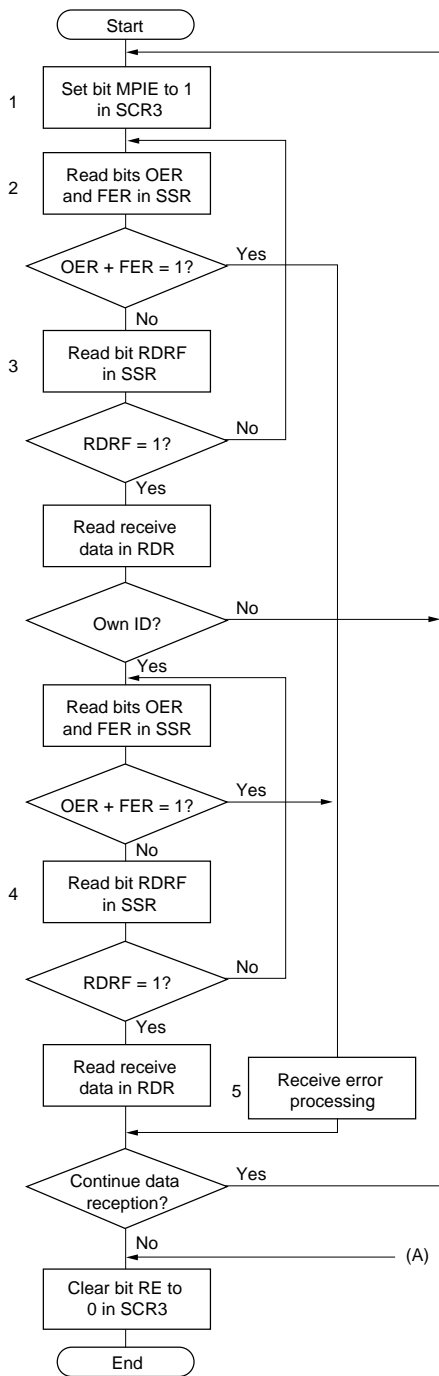 Start
1
Set bit MPIE to 1
in SCR3
2
Read bits OER
and FER in SSR
OER + FER = 1?
Yes
No
3
Read bit RDRF
in SSR
RDRF = 1?
No
Yes
Read receive
data in RDR
Own ID?
No
Yes
Read bits OER
and FER in SSR
OER + FER = 1?
Yes
No
4
Read bit RDRF
in SSR
RDRF = 1?
No
Yes
Read receive
data in RDR
5
Receive error
processing
Continue data
reception?
Yes
No
(A)
Clear bit RE to
0 in SCR3
End